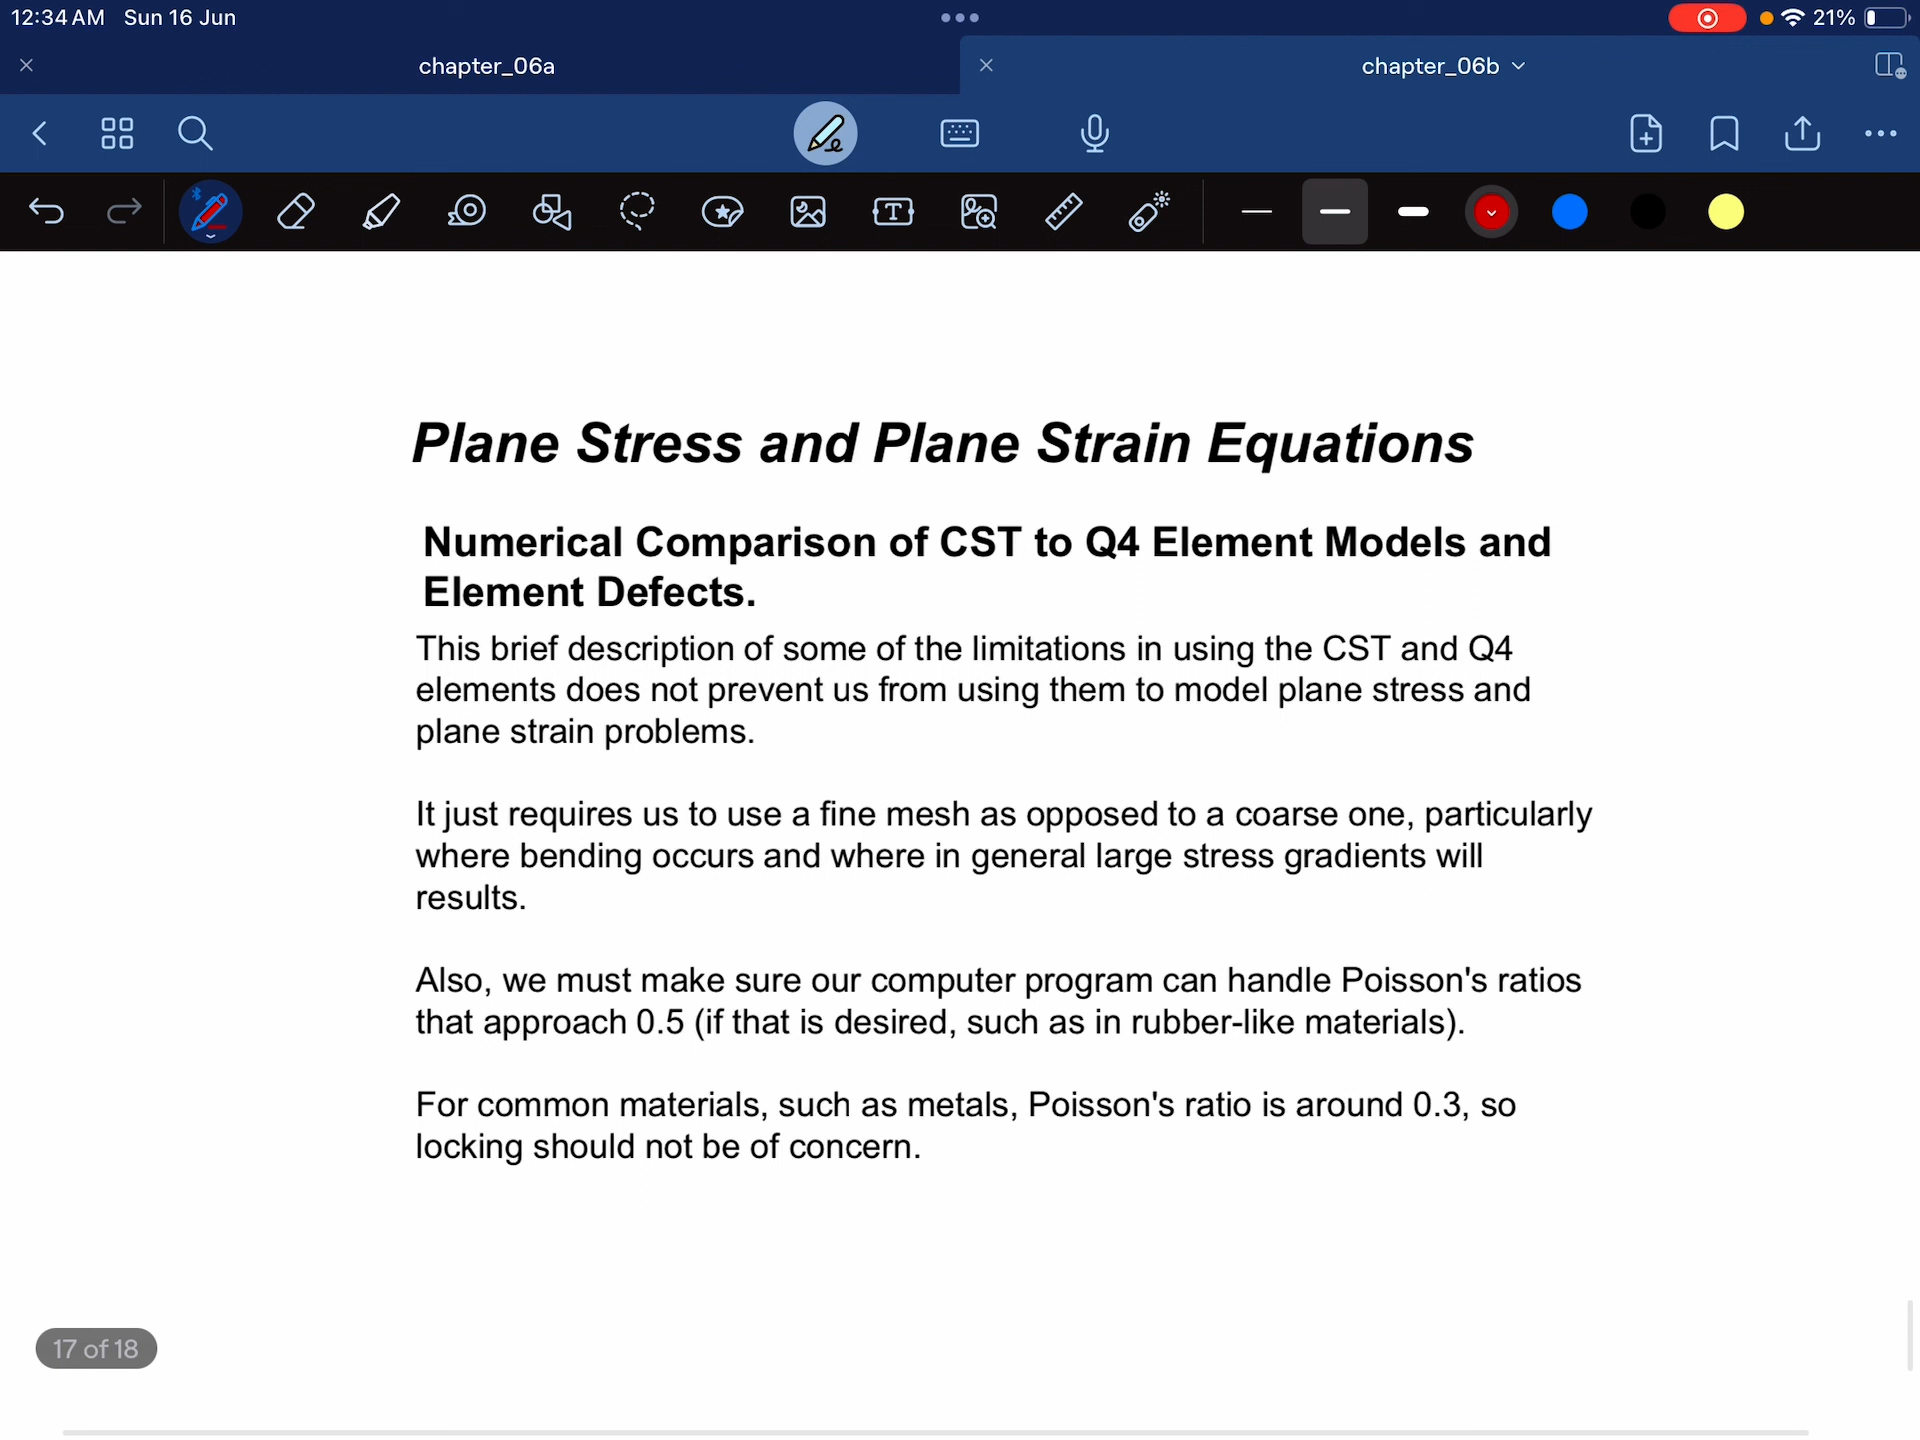 12:34 AM Sun 16 Jun
21%
chapter_06a
chapter_06b
Plane Stress and Plane Strain Equations
Numerical Comparison of CST to Q4 Element Models and
Element Defects.
This brief description of some of the limitations in using the CST and Q4
elements does not prevent us from using them to model plane stress and
plane strain problems.
It just requires us to use a fine mesh as opposed to a coarse one, particularly
where bending occurs and where in general large stress gradients will
results.
Also, we must make sure our computer program can handle Poisson's ratios
that approach 0.5 (if that is desired, such as in rubber-like materials).
For common materials, such as metals, Poisson's ratio is around 0.3, so
locking should not be of concern.
17 of 18